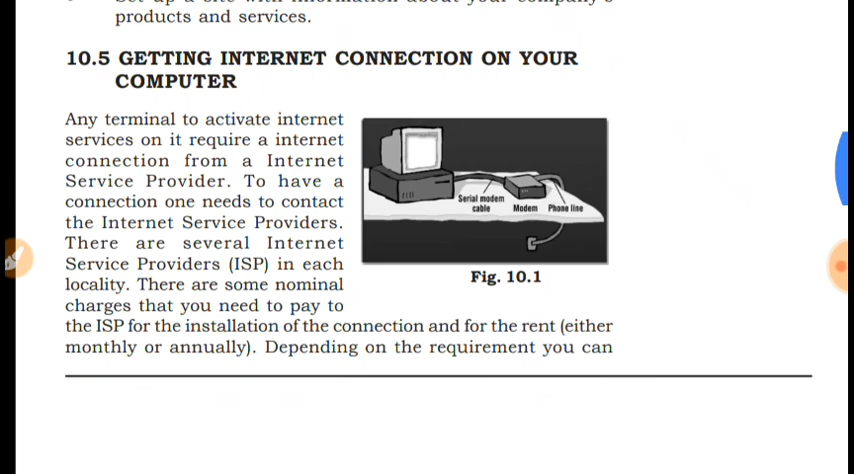 products and services.
10.5 GETTING INTERNET CONNECTION ON YOUR
COMPUTER
Any terminal to activate internet
services on it require a internet
connection from a Internet
Service Provider. To have a
connection one needs to contact
the Internet Service Providers.
There are several Internet
Service Providers (ISP) in each
locality. There are some nominal
charges that you need to pay to
the ISP for the installation of the connection and for the rent (either
monthly or annually). Depending on the requirement you can
Serial modem
cable
Modem Phone line
Fig. 10.1